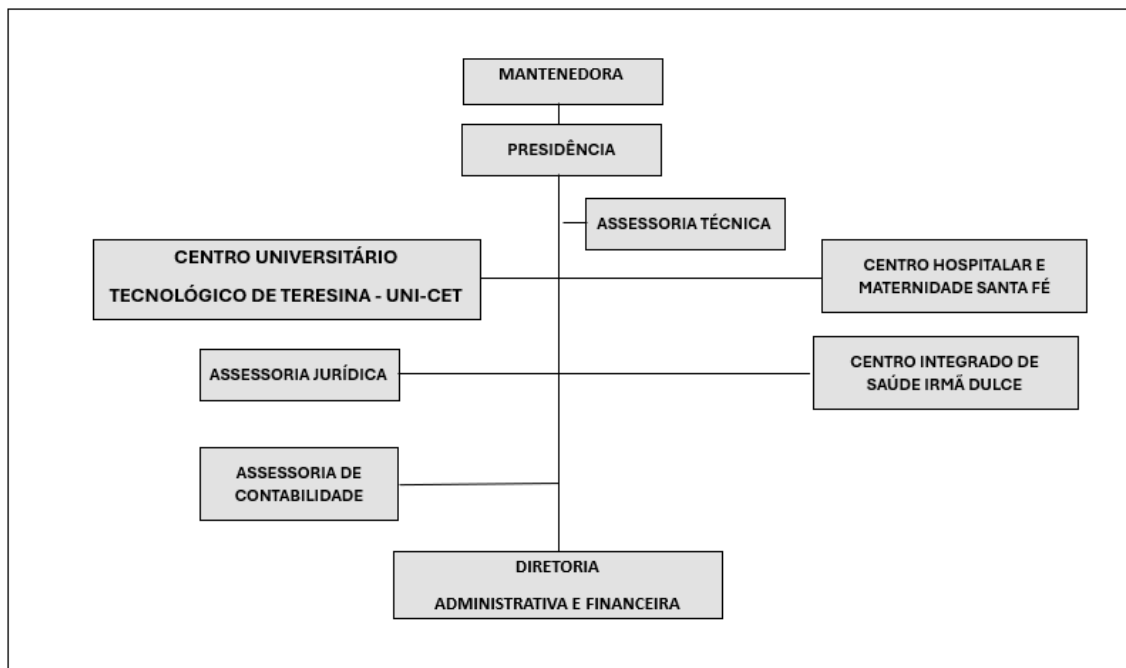 MANTENEDORA
PRESIDÊNCIA
ASSESSORIA TÉCNICA
CENTRO UNIVERSITÁRIO
TECNOLÓGICO DE TERESINA - UNI-CET
CENTRO HOSPITALAR E
MATERNIDADE SANTA FÉ
ASSESSORIA JURÍDICA
CENTRO INTEGRADO DE
SAÚDE IRMÃ DULCE
ASSESSORIA DE
CONTABILIDADE
DIRETORIA
ADMINISTRATIVA E FINANCEIRA